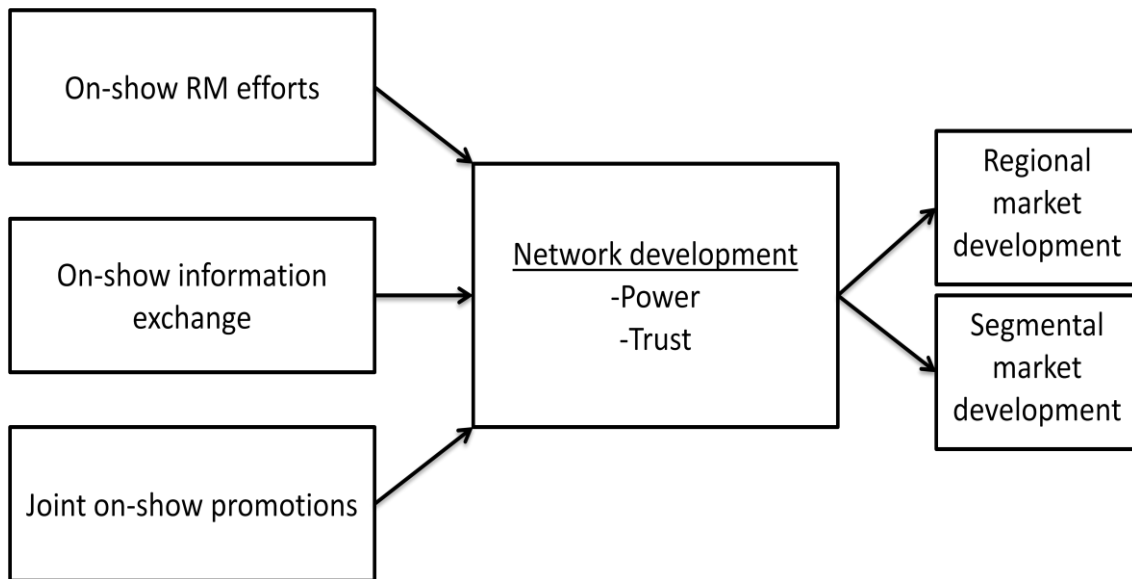 On-show RM efforts
On-show information
exchange
Joint on-show promotions
Network development
-Power
-Trust
Regional
market
development
Segmental
market
development